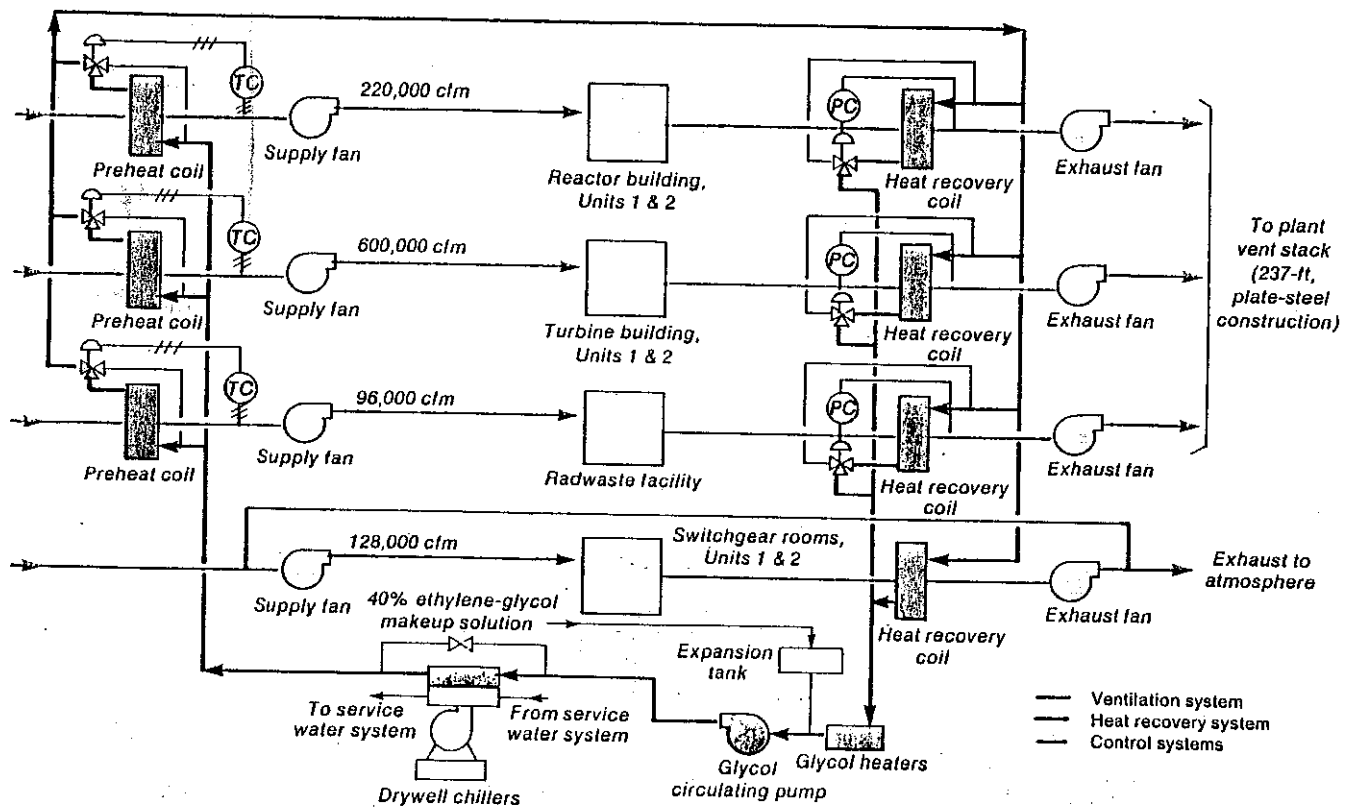 TC
220,000 cfm
PC
Preheat coil
Supply fan
Reactor building,
Units 1 & 2
Heat recovery
coil
Exhaust fan
TC
600,000 cfm
PC
Preheat coil
Supply fan
Turbine building,
Units 1 & 2
Heat recovery
coil
Exhaust fan
To plant
vent stack
(237-ft,
plate-steel
construction)
TC
96,000 cfm
PC
Preheat coil
Supply fan
Radwaste facility
Heat recovery
coil
Exhaust fan
128,000 cfm
Switchgear rooms,
Units 1 & 2
Supply fan
Heat recovery
coil
Exhaust fan
Exhaust to
atmosphere
40% ethylene-glycol
makeup solution
Expansion
tank
To service
water system
From service
water system
Drywell chillers
Glycol
circulating pump
Glycol heaters
Ventilation system
Heat recovery system
Control systems